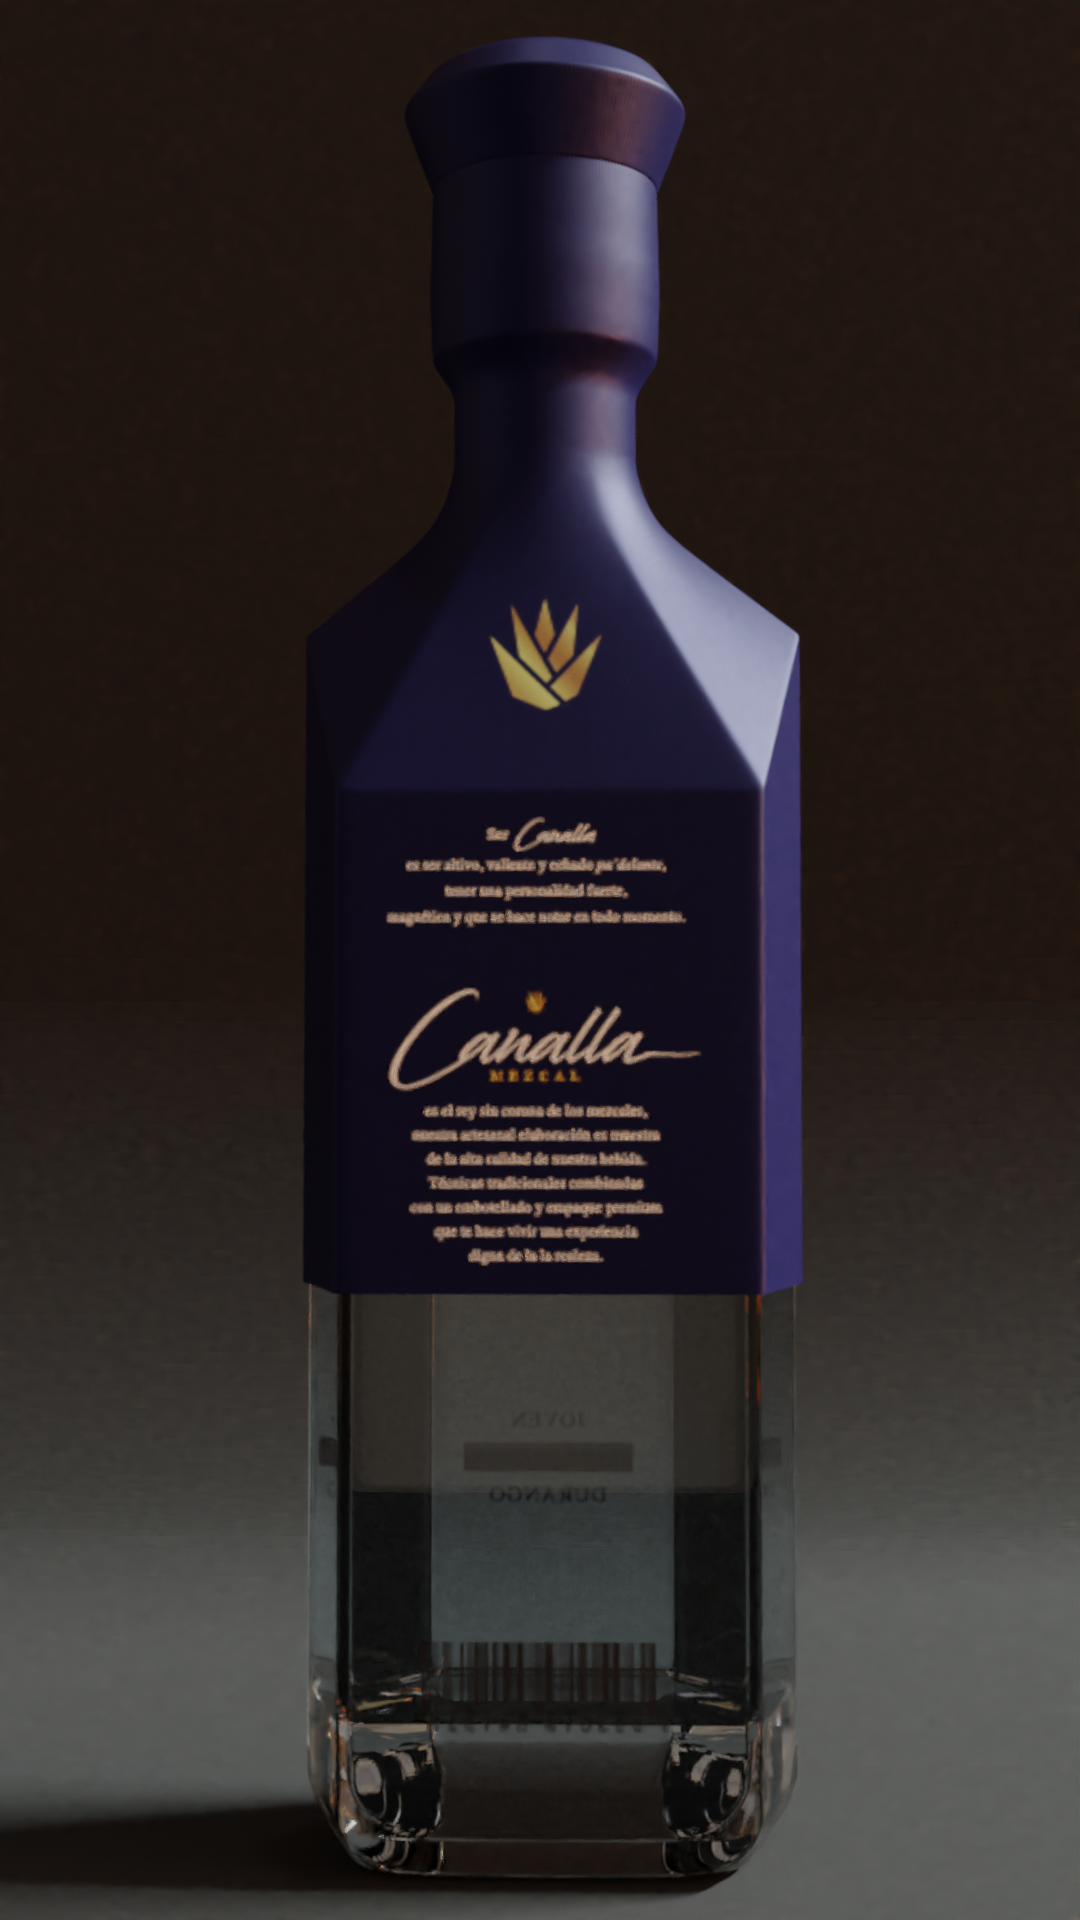 Ser Canalla
es ser altivo, valiente y echado pa'delante,
tener una personalidad fuerte,
magnética y que se hace notar en todo momento.
Canalla
MEZCAL
es el rey sin corona de los mezcales,
nuestra artesanal elaboración es muestra
de la alta calidad de nuestra bebida.
Técnicas tradicionales combinadas
con un embotellado y empaque premium
que te hace vivir una experiencia
digna de la la realeza.
JOVEN
DURANGO